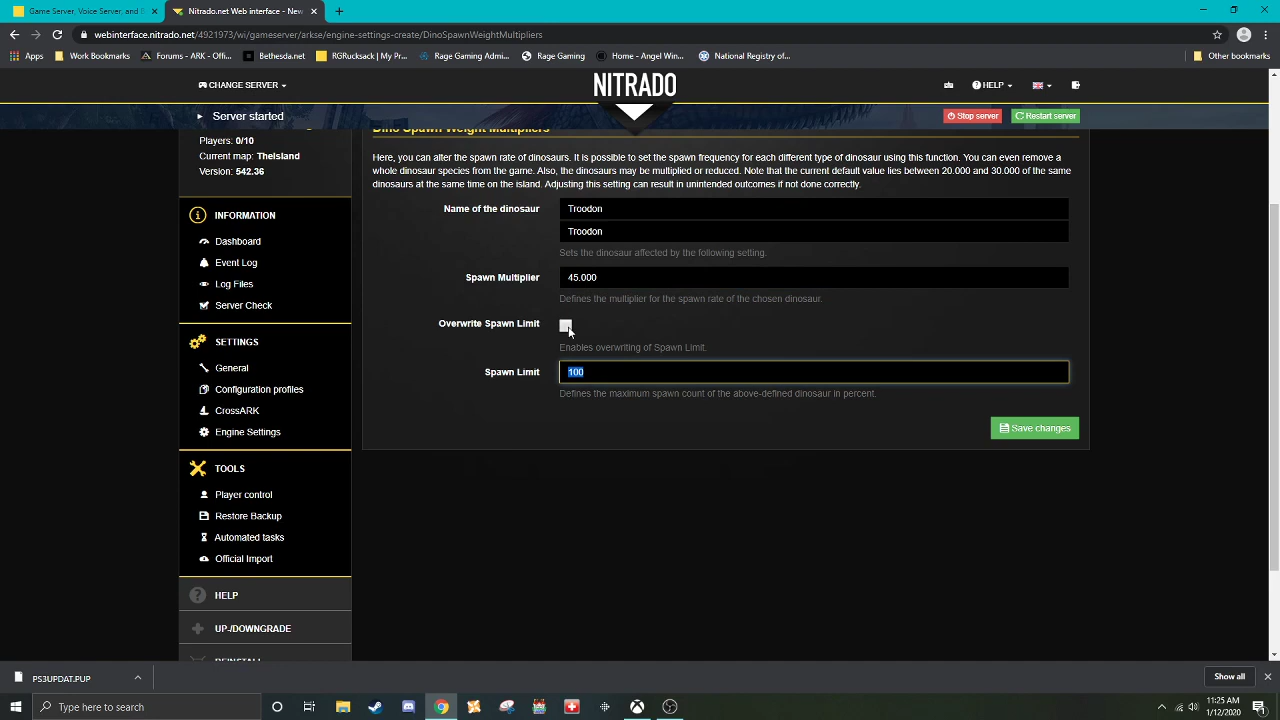 Game Server, Voice Server, and B
Nitrado.net Webinterface - New
webinterface.nitrado.net/4921973/wi/gameserver/arkse/engine-settings-create/DinoSpawnWeightMultipliers
Apps
Work Bookmarks
Forums - ARK - Offi...
Bethesda.net
RGRucksack | My Pr...
Rage Gaming Admi...
Rage Gaming
Home - Angel Win...
National Registry of...
Other bookmarks
CHANGE SERVER
NITRADO
HELP
Server started
Stop server
Restart server
Players: 0/10
Current map: TheIsland
Version: 542.36
INFORMATION
Dashboard
Event Log
Log Files
Server Check
SETTINGS
General
Configuration profiles
CrossARK
Engine Settings
TOOLS
Player control
Restore Backup
Automated tasks
Official Import
HELP
UP-/DOWNGRADE
REINSTALL
Dino Spawn Weight Multipliers
Here, you can alter the spawn rate of dinosaurs. It is possible to set the spawn frequency for each different type of dinosaur using this function. You can even remove a
whole dinosaur species from the game. Also, the dinosaurs may be multiplied or reduced. Note that the current default value lies between 20.000 and 30.000 of the same
dinosaurs at the same time on the island. Adjusting this setting can result in unintended outcomes if not done correctly.
Name of the dinosaur
Troodon
Troodon
Sets the dinosaur affected by the following setting.
Spawn Multiplier
45.000
Defines the multiplier for the spawn rate of the chosen dinosaur.
Overwrite Spawn Limit
Enables overwriting of Spawn Limit.
Spawn Limit
100
Defines the maximum spawn count of the above-defined dinosaur in percent.
Save changes
PS3UPDAT.PUP
Show all
Type here to search
11:25 AM
1/12/2020